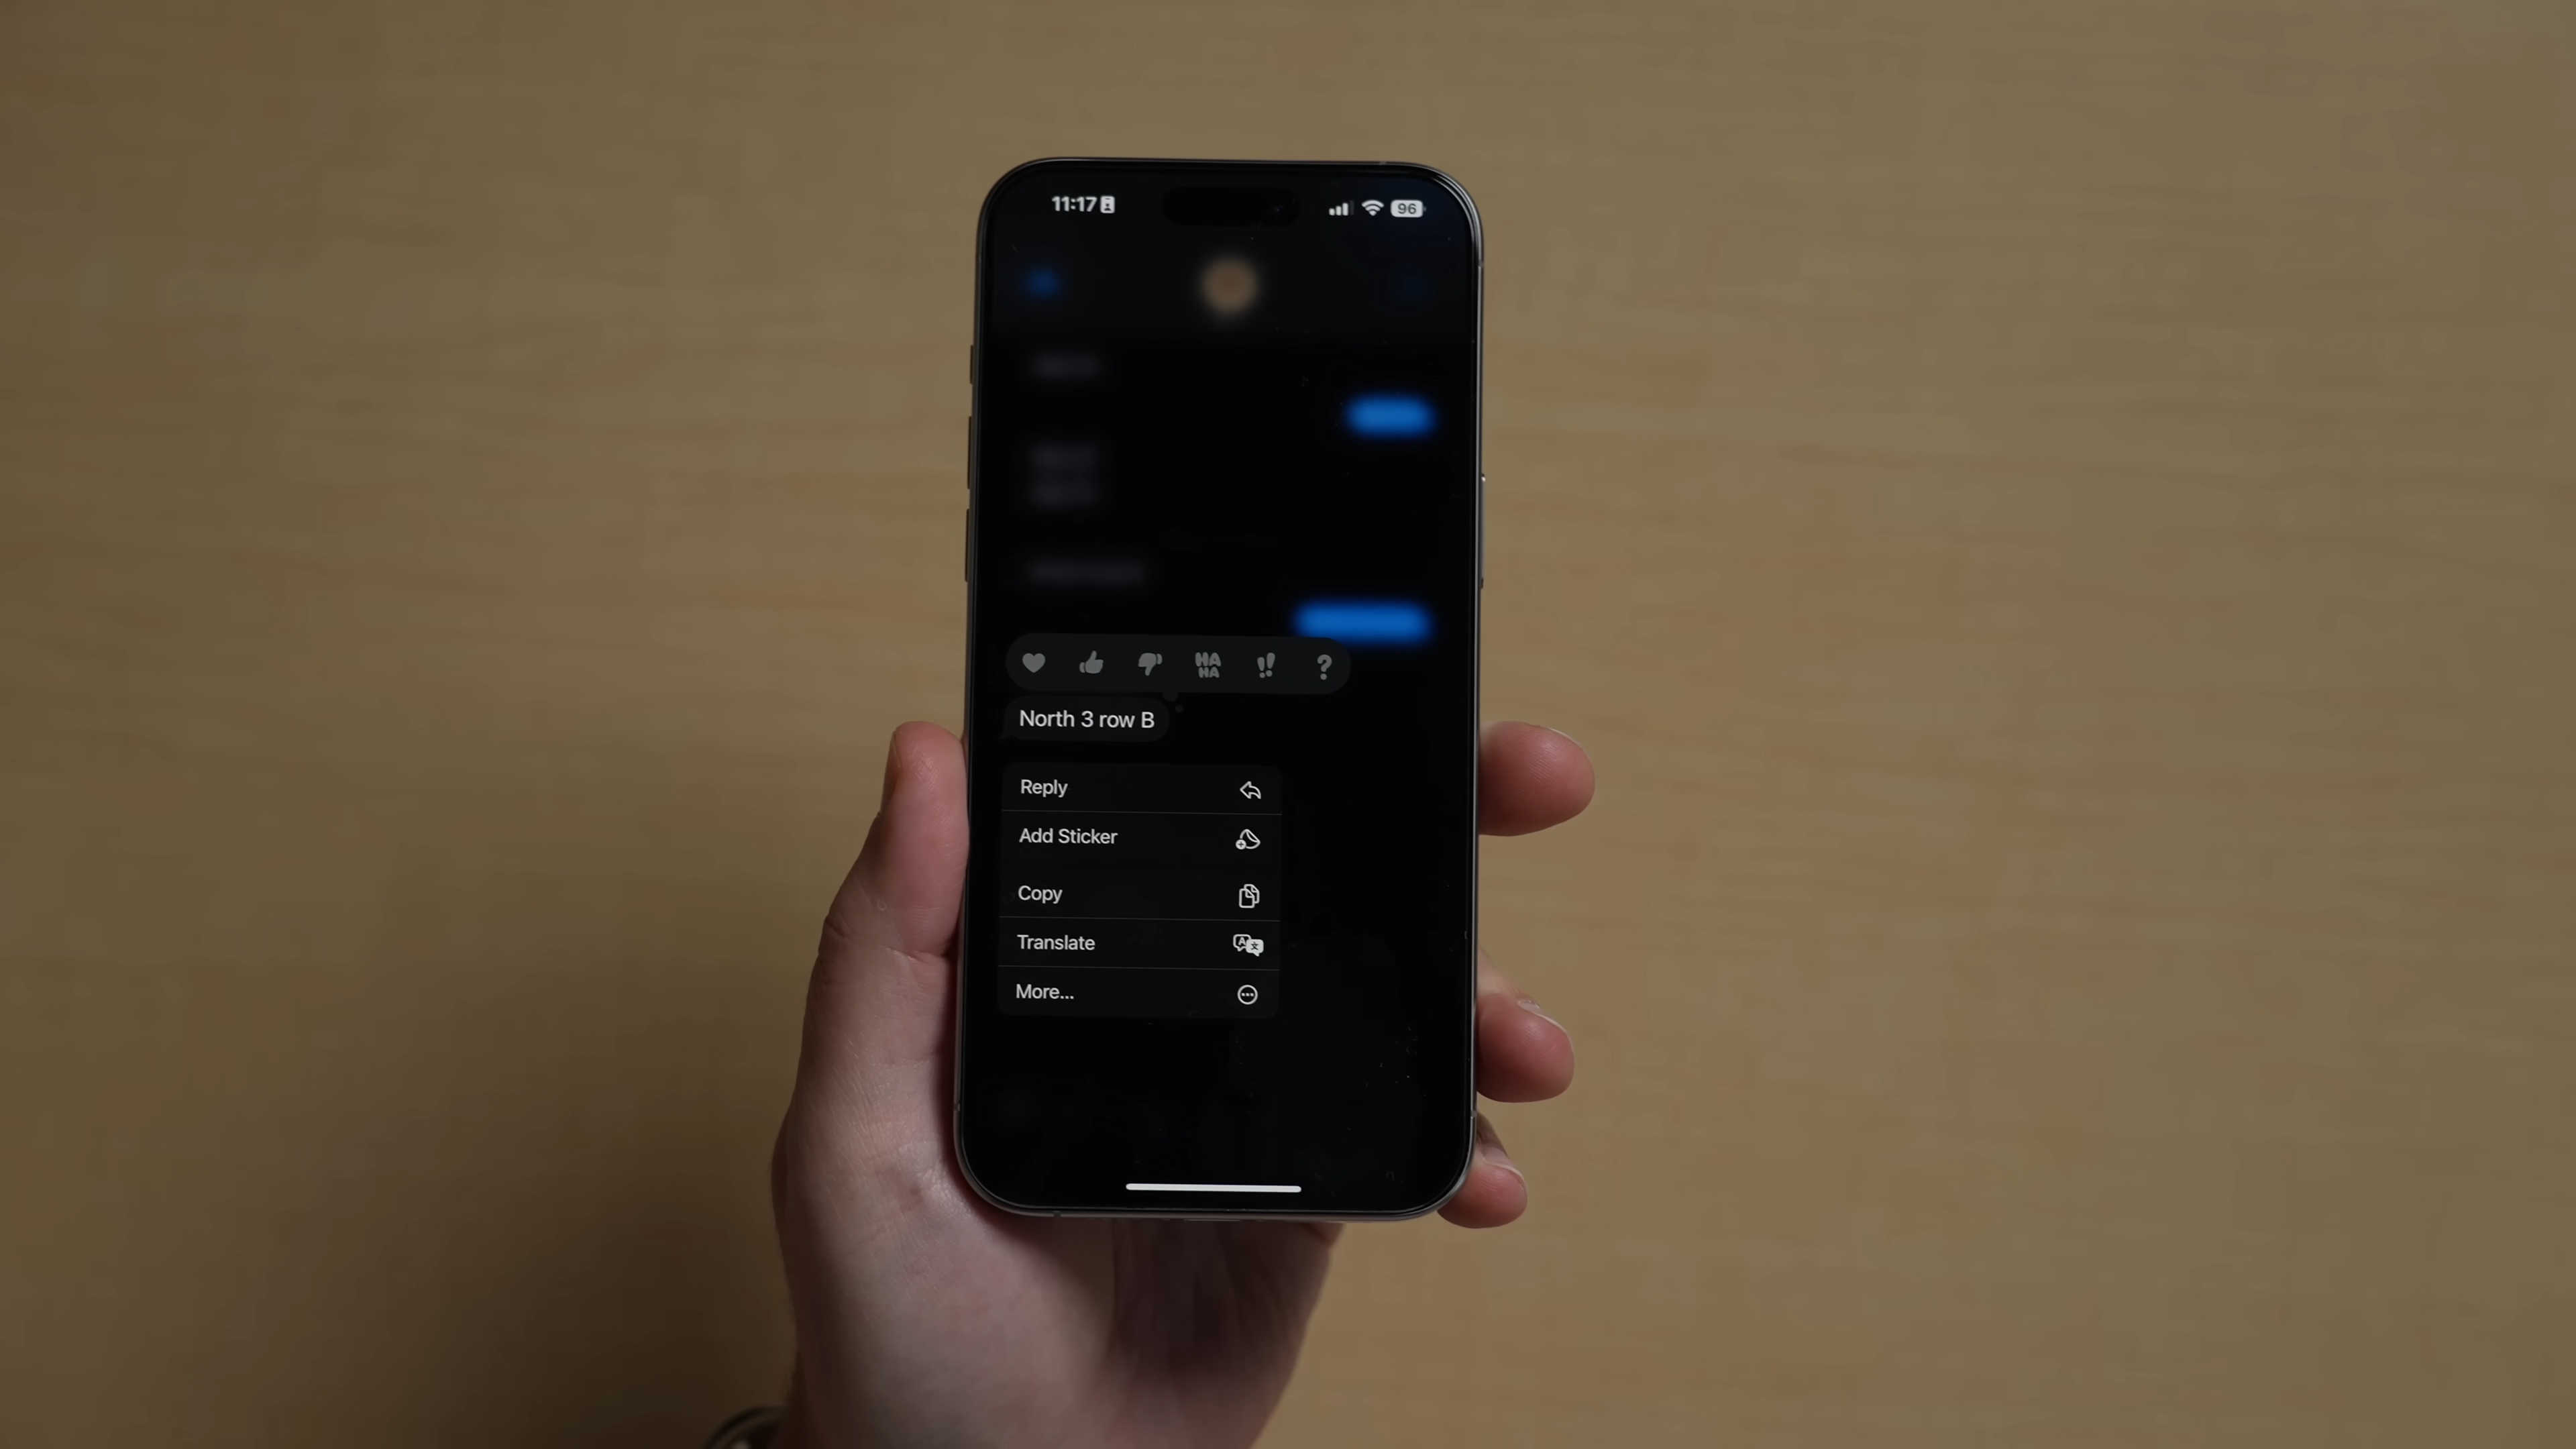 11:17
96
HA
HA
!!
?
North 3 row B
Reply
Add Sticker
Copy
Translate
More...